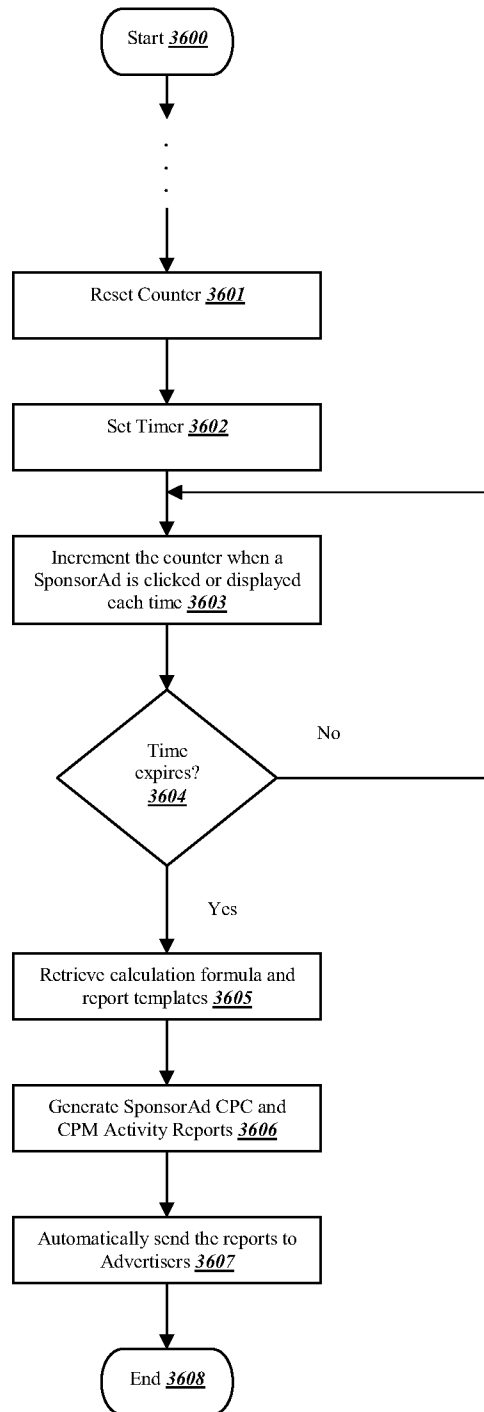 Start 3600
.
.
.
Reset Counter 3601
Set Timer 3602
Increment the counter when a
SponsorAd is clicked or displayed
each time 3603
Time
expires?
3604
No
Yes
Retrieve calculation formula and
report templates 3605
Generate SponsorAd CPC and
CPM Activity Reports 3606
Automatically send the reports to
Advertisers 3607
End 3608